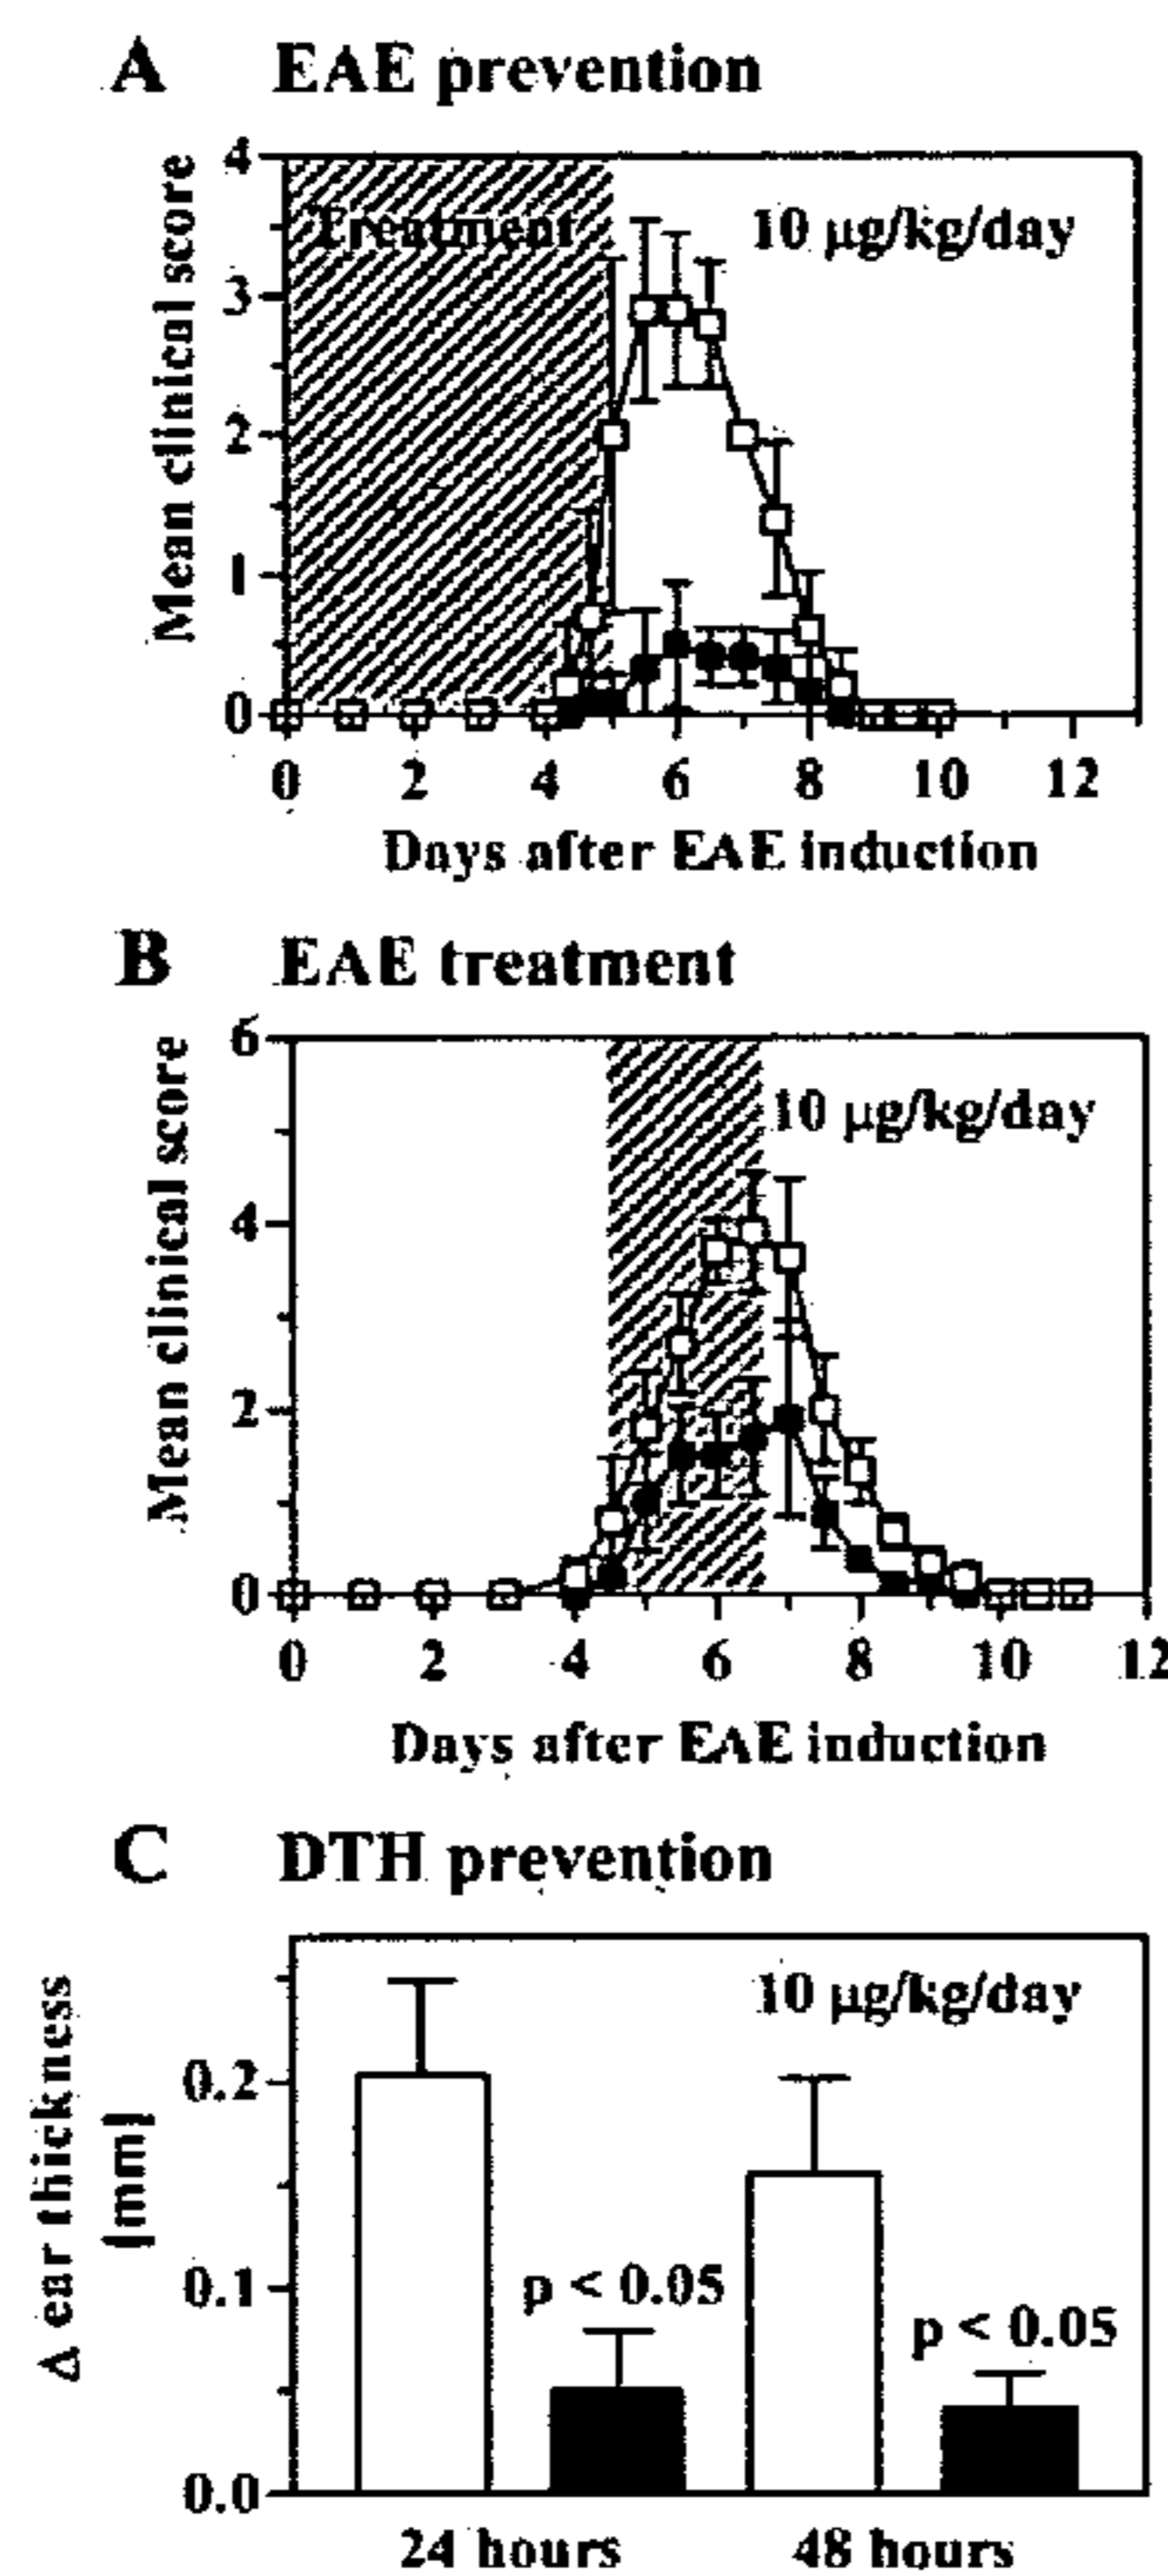 A EAE prevention
4
3
2
1
0
Mean clinical score
Treatment
10 µg/kg/day
0 2 4 6 8 10 12
Days after EAE induction
B EAE treatment
6
4
2
0
Mean clinical score
10 µg/kg/day
0 2 4 6 8 10 12
Days after EAE induction
C DTH prevention
Δ ear thickness
[mm]
0.2
0.1
0.0
10 µg/kg/day
p < 0.05
p < 0.05
24 hours 48 hours